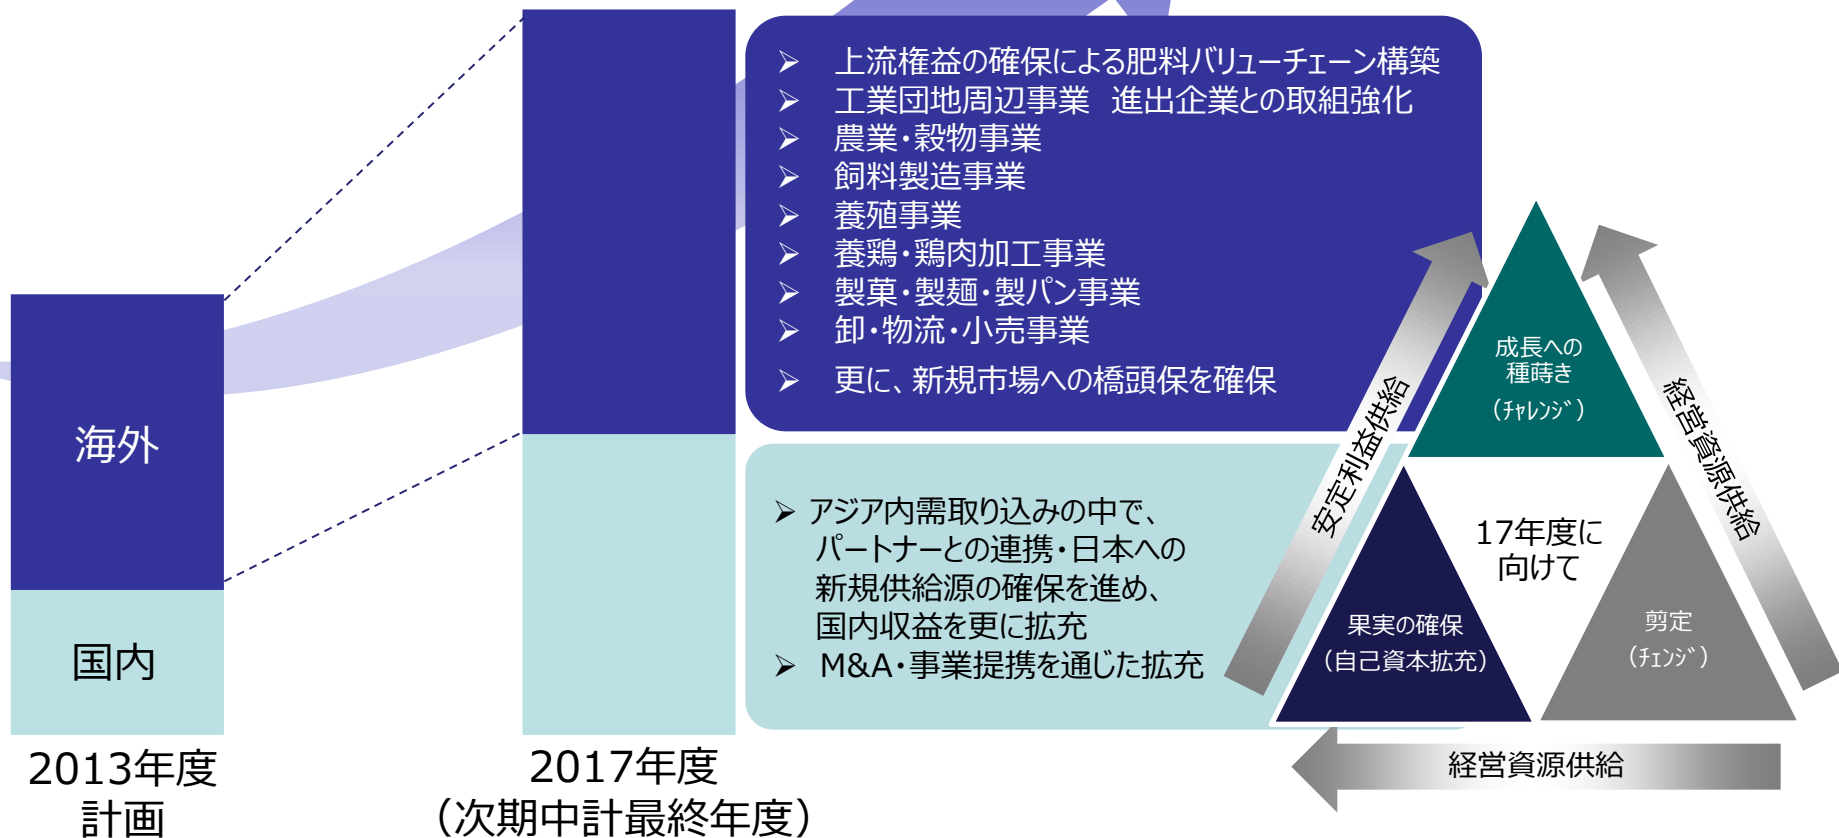 ➢ 上流権益の確保による肥料バリューチェーン構築
➢ 工業団地周辺事業 進出企業との取組強化
➢ 農業・穀物事業
➢ 飼料製造事業
➢ 養殖事業
➢ 養鶏・鶏肉加工事業
➢ 製菓・製麺・製パン事業
➢ 卸・物流・小売事業
➢ 更に、新規市場への橋頭保を確保
海外
国内
➢ アジア内需取り込みの中で、
パートナーとの連携・日本への
新規供給源の確保を進め、
国内収益を更に拡充
➢ M&A・事業提携を通じた拡充
安定利益供給
成長への
種蒔き
(ﾁｬﾚﾝｼﾞ)
経営資源供給
17年度に
向けて
果実の確保
(自己資本拡充)
剪定
(ﾁｪﾝｼﾞ)
経営資源供給
2013年度
計画
2017年度
(次期中計最終年度)